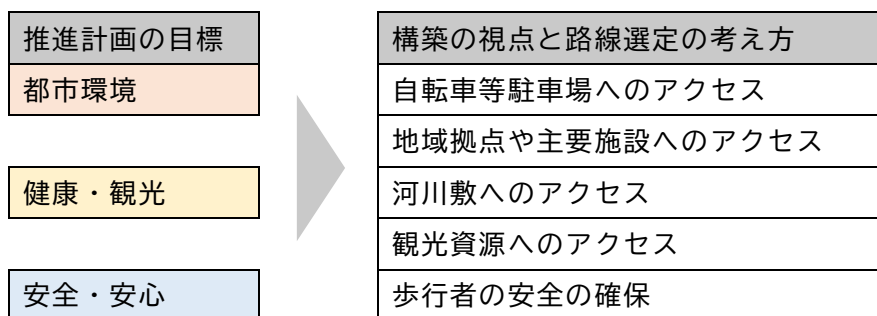 推進計画の目標
都市環境
健康・観光
安全・安心
構築の視点と路線選定の考え方
自転車等駐車場へのアクセス
地域拠点や主要施設へのアクセス
河川敷へのアクセス
観光資源へのアクセス
歩行者の安全の確保